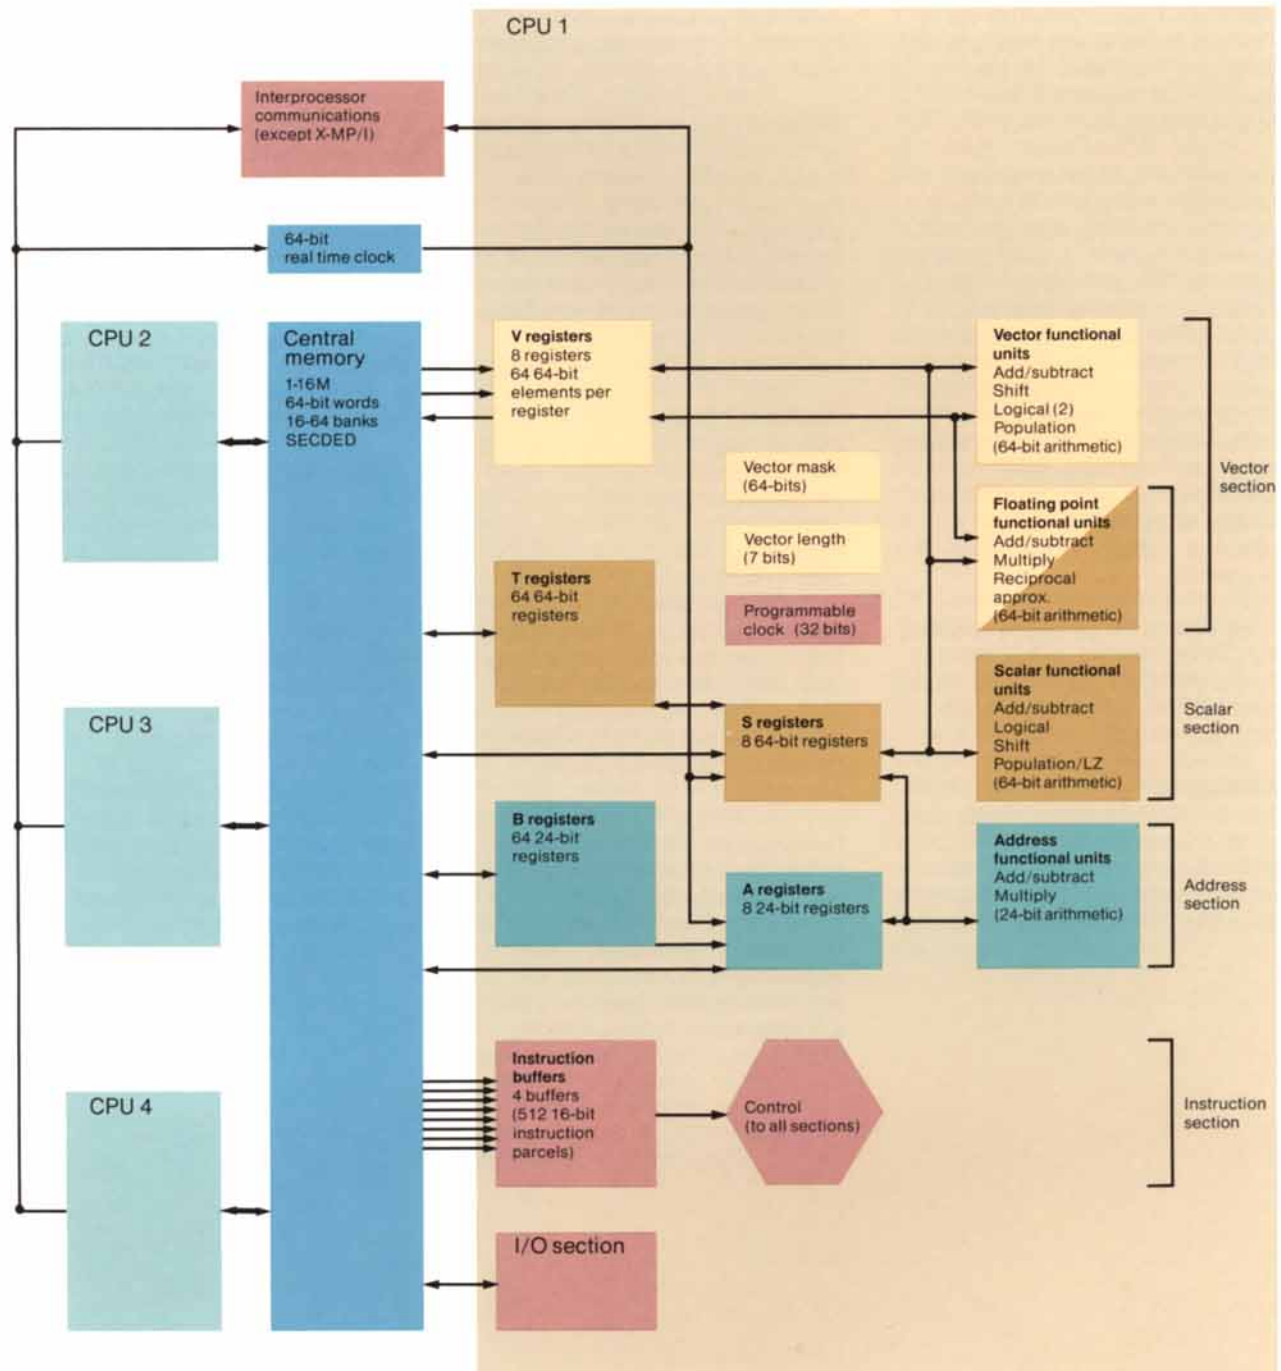 CPU 1
Interprocessor
communications
(except X-MP/I)
64-bit
real time clock
CPU 2
Central
memory
1-16M
64-bit words
16-64 banks
SECDED
V registers
8 registers
64 64-bit
elements per
register
Vector functional
units
Add/subtract
Shift
Logical (2)
Population
(64-bit arithmetic)
Vector
section
Vector mask
(64-bits)
Vector length
(7 bits)
Programmable
clock (32 bits)
Floating point
functional units
Add/subtract
Multiply
Reciprocal
approx.
(64-bit arithmetic)
T registers
64 64-bit
registers
Scalar functional
units
Add/subtract
Logical
Shift
Population/LZ
(64-bit arithmetic)
Scalar
section
CPU 3
S registers
8 64-bit registers
B registers
64 24-bit
registers
A registers
8 24-bit registers
Address
functional units
Add/subtract
Multiply
(24-bit arithmetic)
Address
section
CPU 4
Instruction
buffers
4 buffers
(512 16-bit
instruction
parcels)
Control
(to all sections)
Instruction
section
I/O section